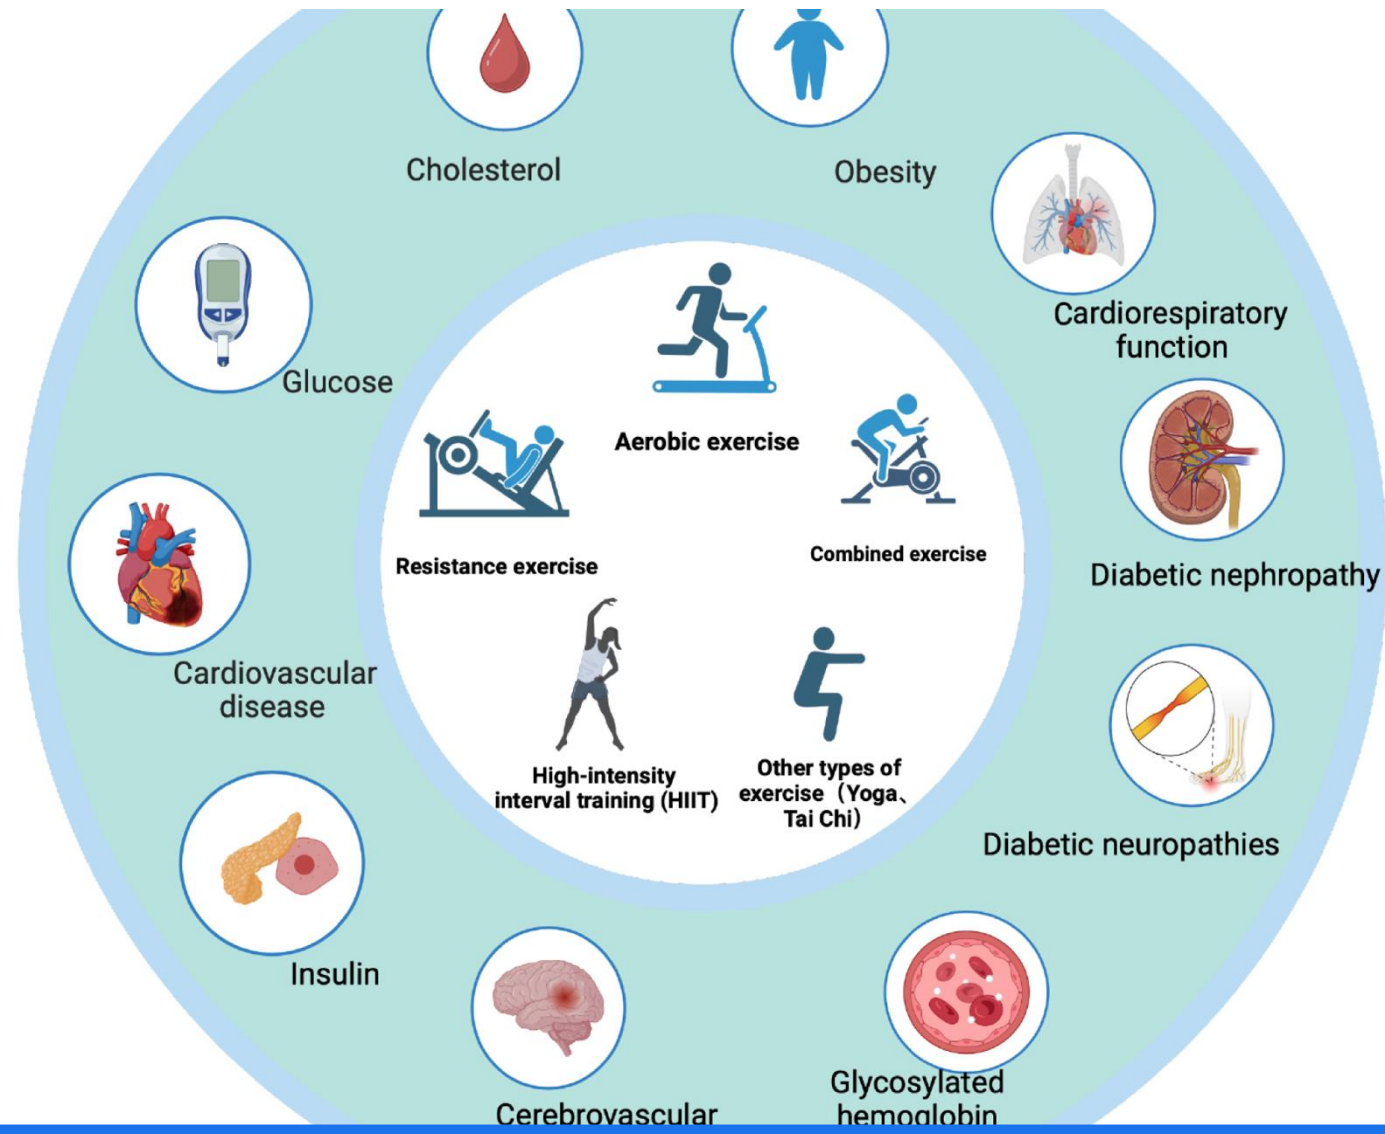 Cholesterol
Obesity
Cardiorespiratory
function
Glucose
Aerobic exercise
Resistance exercise
Combined exercise
Diabetic nephropathy
Cardiovascular
disease
High-intensity
interval training (HIIT)
Other types of
exercise（Yoga、
Tai Chi）
Diabetic neuropathies
Insulin
Cerebrovascular
Glycosylated
hemoglobin